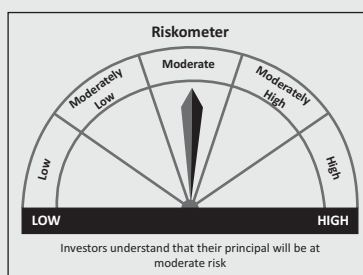 Riskometer
Low
Moderately
Low
Moderate
Moderately
High
High
LOW
HIGH
Investors understand that their principal will be at
moderate risk